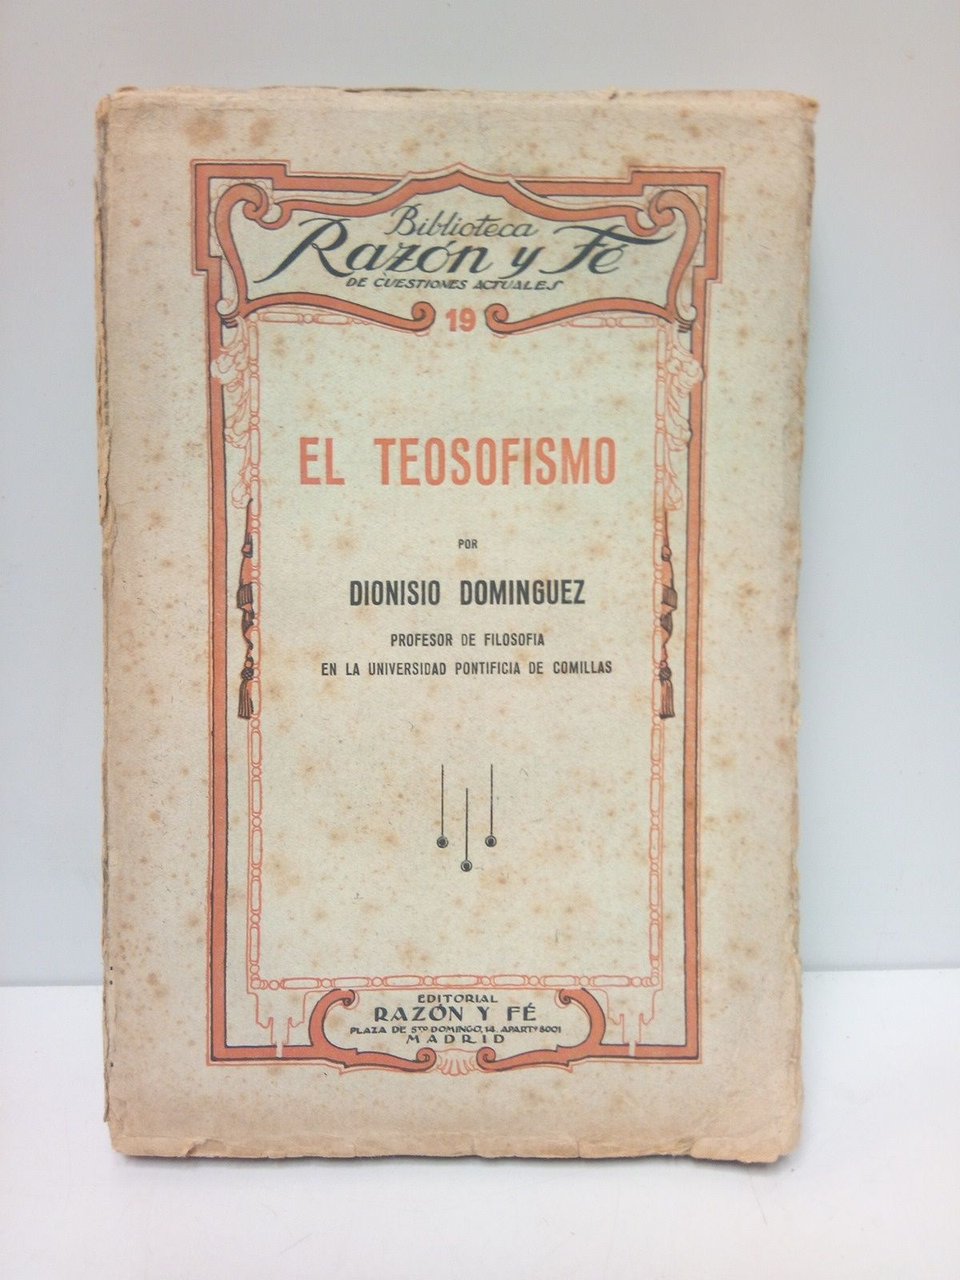 Biblioteca
Razón y Fé
DE CUESTIONES ACTUALES
19
EL TEOSOFISMO
POR
DIONISIO DOMINGUEZ
PROFESOR DE FILOSOFIA
EN LA UNIVERSIDAD PONTIFICIA DE COMILLAS
EDITORIAL
RAZÓN Y FÉ
PLAZA DE STO DOMINGO, 14. APARTº 8001
MADRID